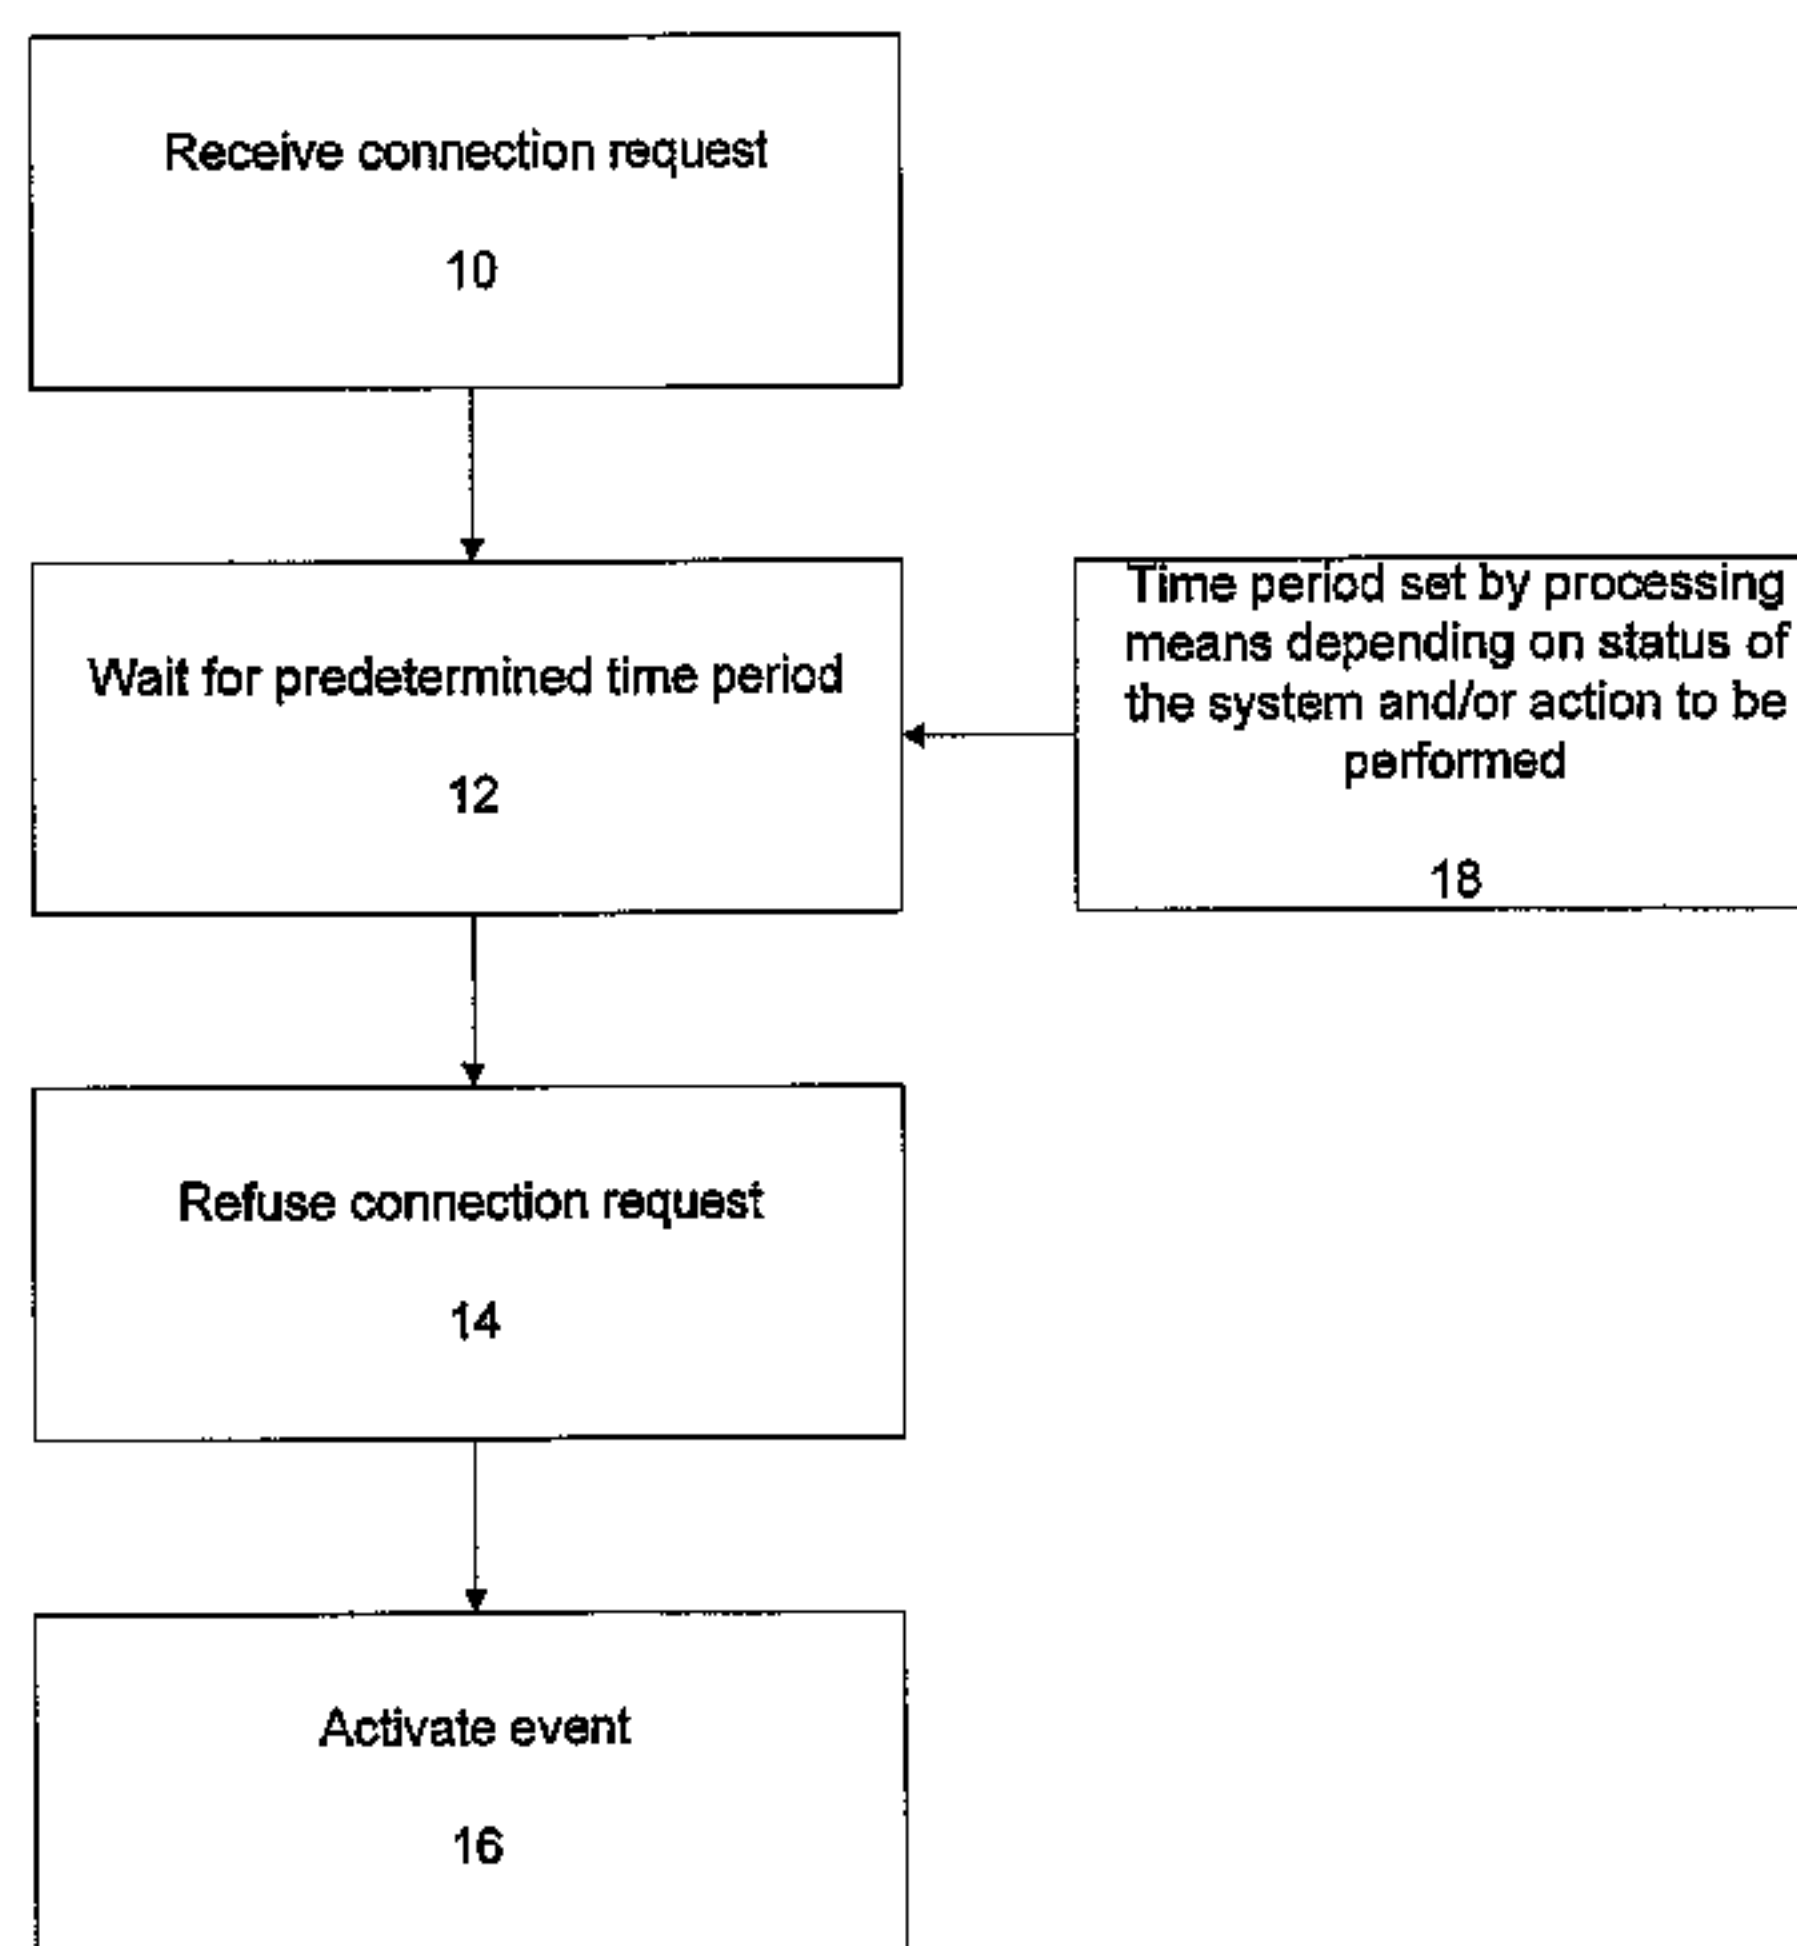 Receive connection request
10
Wait for predetermined time period
12
Time period set by processing
means depending on status of
the system and/or action to be
performed
18
Refuse connection request
14
Activate event
16